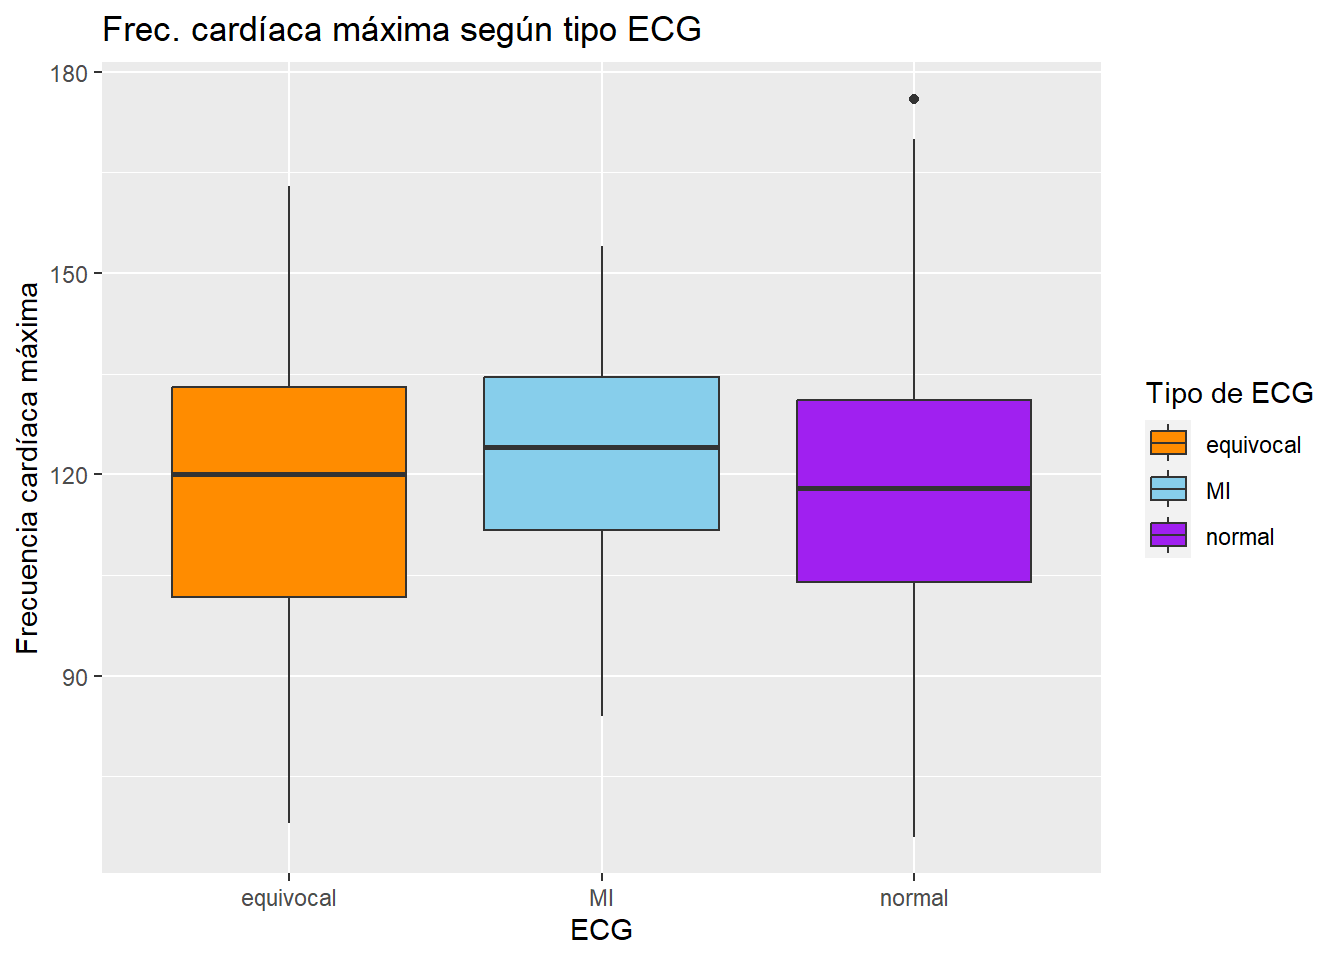 Frec. cardíaca máxima según tipo ECG
Frecuencia cardíaca máxima
180
150
120
90
equivocal
MI
normal
ECG
Tipo de ECG
equivocal
MI
normal